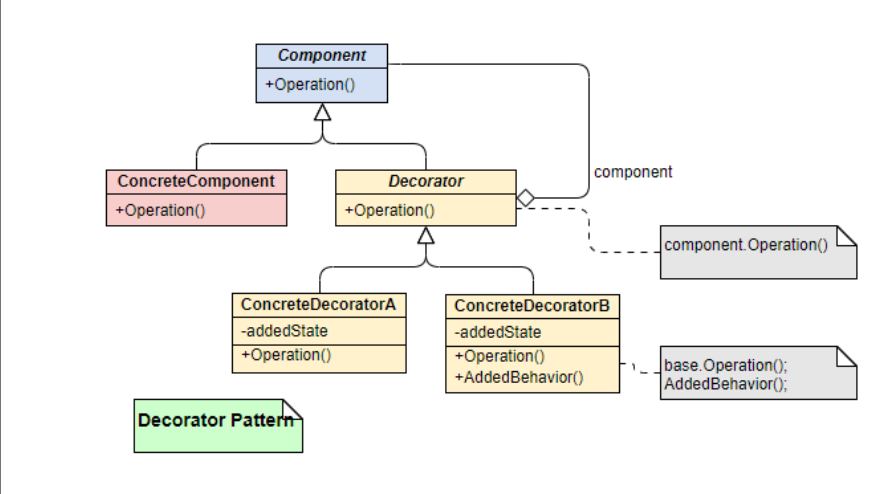 Component
+Operation()
component
ConcreteComponent
+Operation()
Decorator
+Operation()
component.Operation()
ConcreteDecoratorA
-addedState
+Operation()
ConcreteDecoratorB
-addedState
+Operation()
+AddedBehavior()
base.Operation();
AddedBehavior();
Decorator Pattern